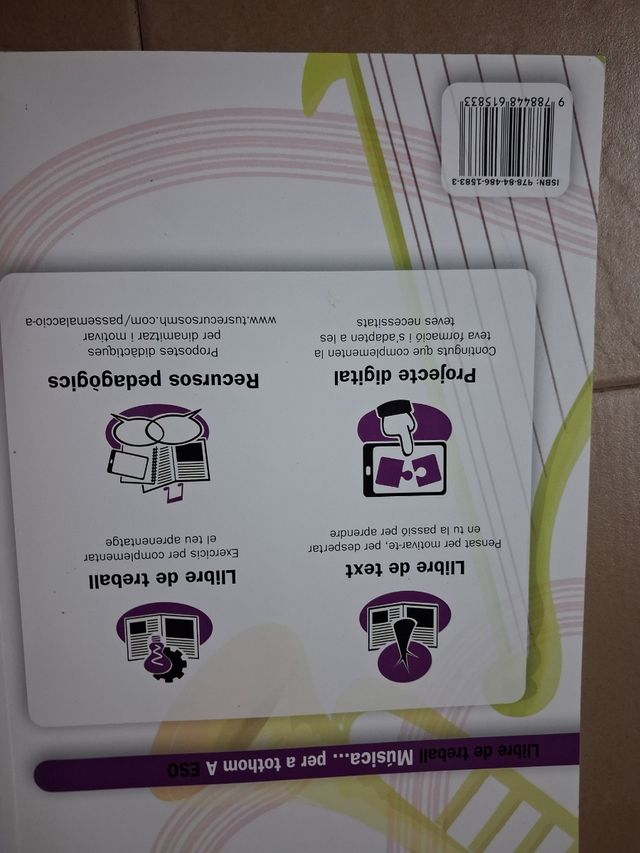 Llibre de treball Música... per a tothom A ESO
Llibre de text
Pensat per motivar-te, per despertar
en tu la passió per aprendre
Llibre de treball
Exercicis per complementar
el teu aprenentatge
Projecte digital
Continguts que complementen la
teva formació i s'adapten a les
teves necessitats
Recursos pedagògics
Propostes didàctiques
per dinamitzar i motivar
www.tusrecursosmh.com/passemalaccio-a
ISBN: 978-84-486-1583-3
9 788448 615833